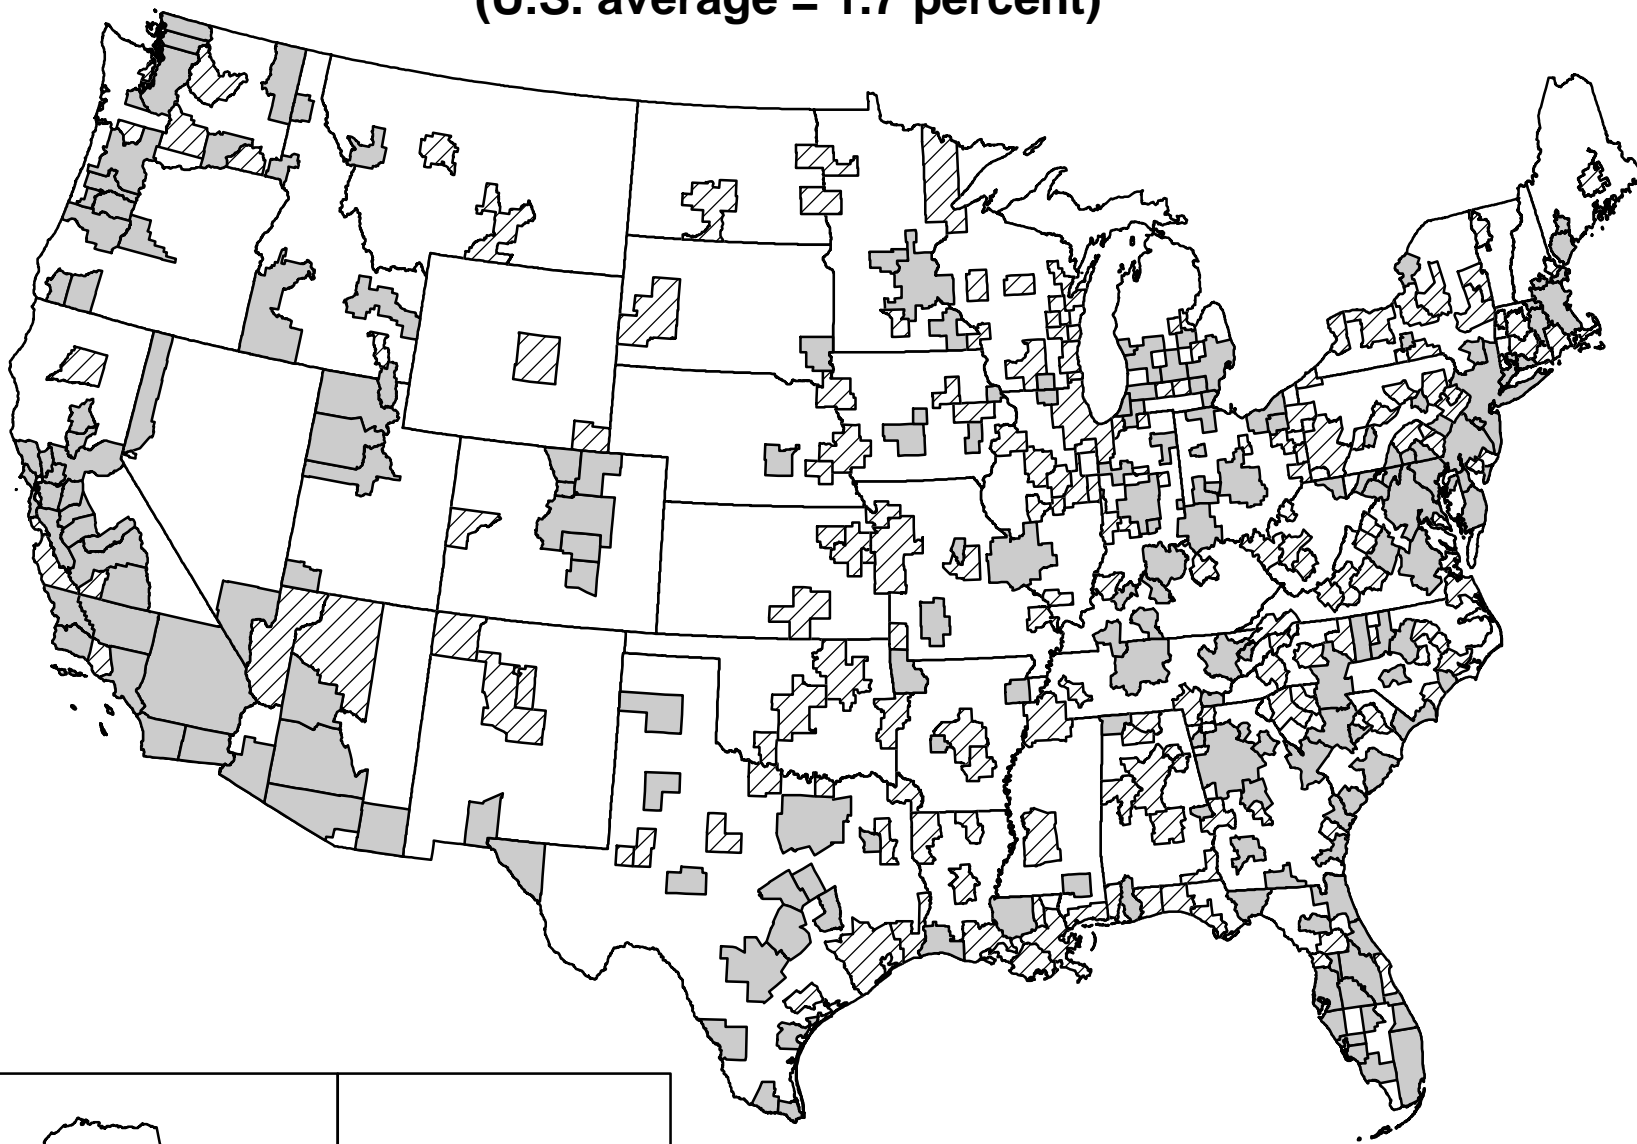 (U.S. average = 1.7 percent)